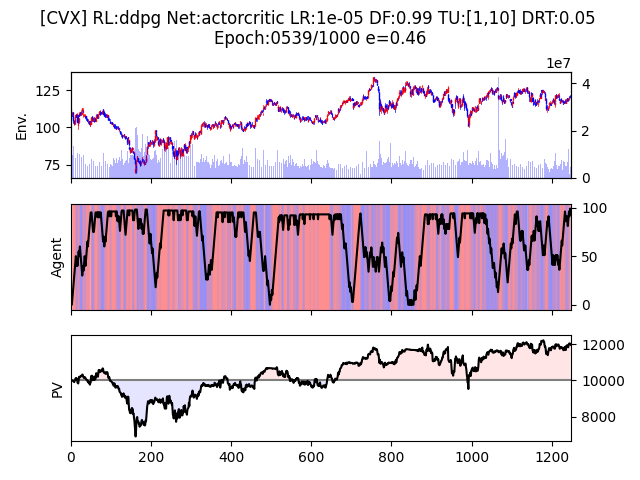 [CVX] RL:ddpg Net:actorcritic LR:1e-05 DF:0.99 TU:[1,10] DRT:0.05
Epoch:0539/1000 e=0.46
1e7
125
100
75
Env.
4
2
0
Agent
100
50
0
PV
12000
10000
8000
0 200 400 600 800 1000 1200